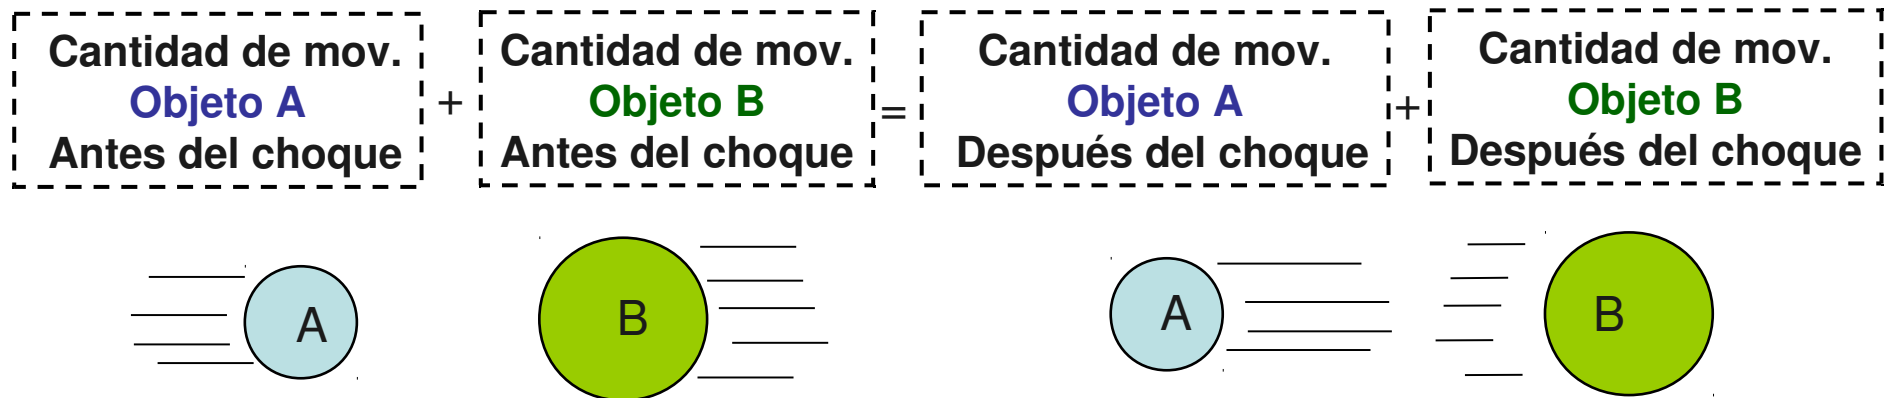 Cantidad de mov.
Objeto A
Antes del choque
+
Cantidad de mov.
Objeto B
Antes del choque
=
Cantidad de mov.
Objeto A
Después del choque
+
Cantidad de mov.
Objeto B
Después del choque
A
B
A
B